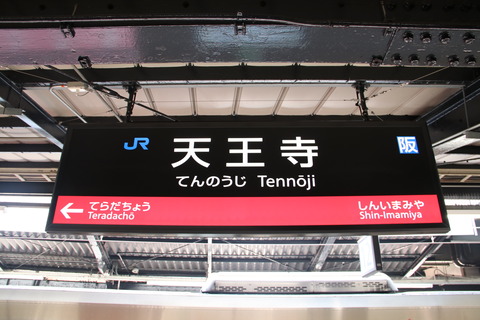 JR 天王寺 阪
てんのうじ Tennōji
てらだちょう しんいまみや
Teradachō Shin-Imamiya